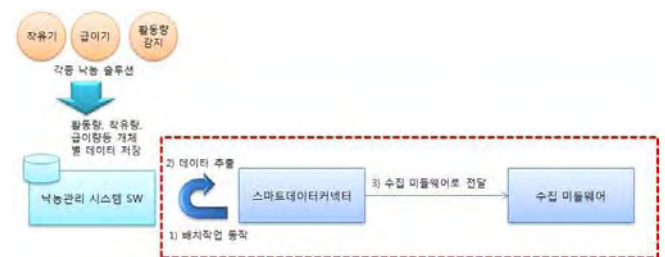 착유기
급이기
활동량
감지
각종 낙농 솔루션
활동량, 착유량,
급이량등 개체
별 데이터 저장
낙농관리 시스템 SW
2) 데이터 추출
1) 배치작업 동작
스마트데이터커넥터
3) 수집 미들웨어로 전달
수집 미들웨어